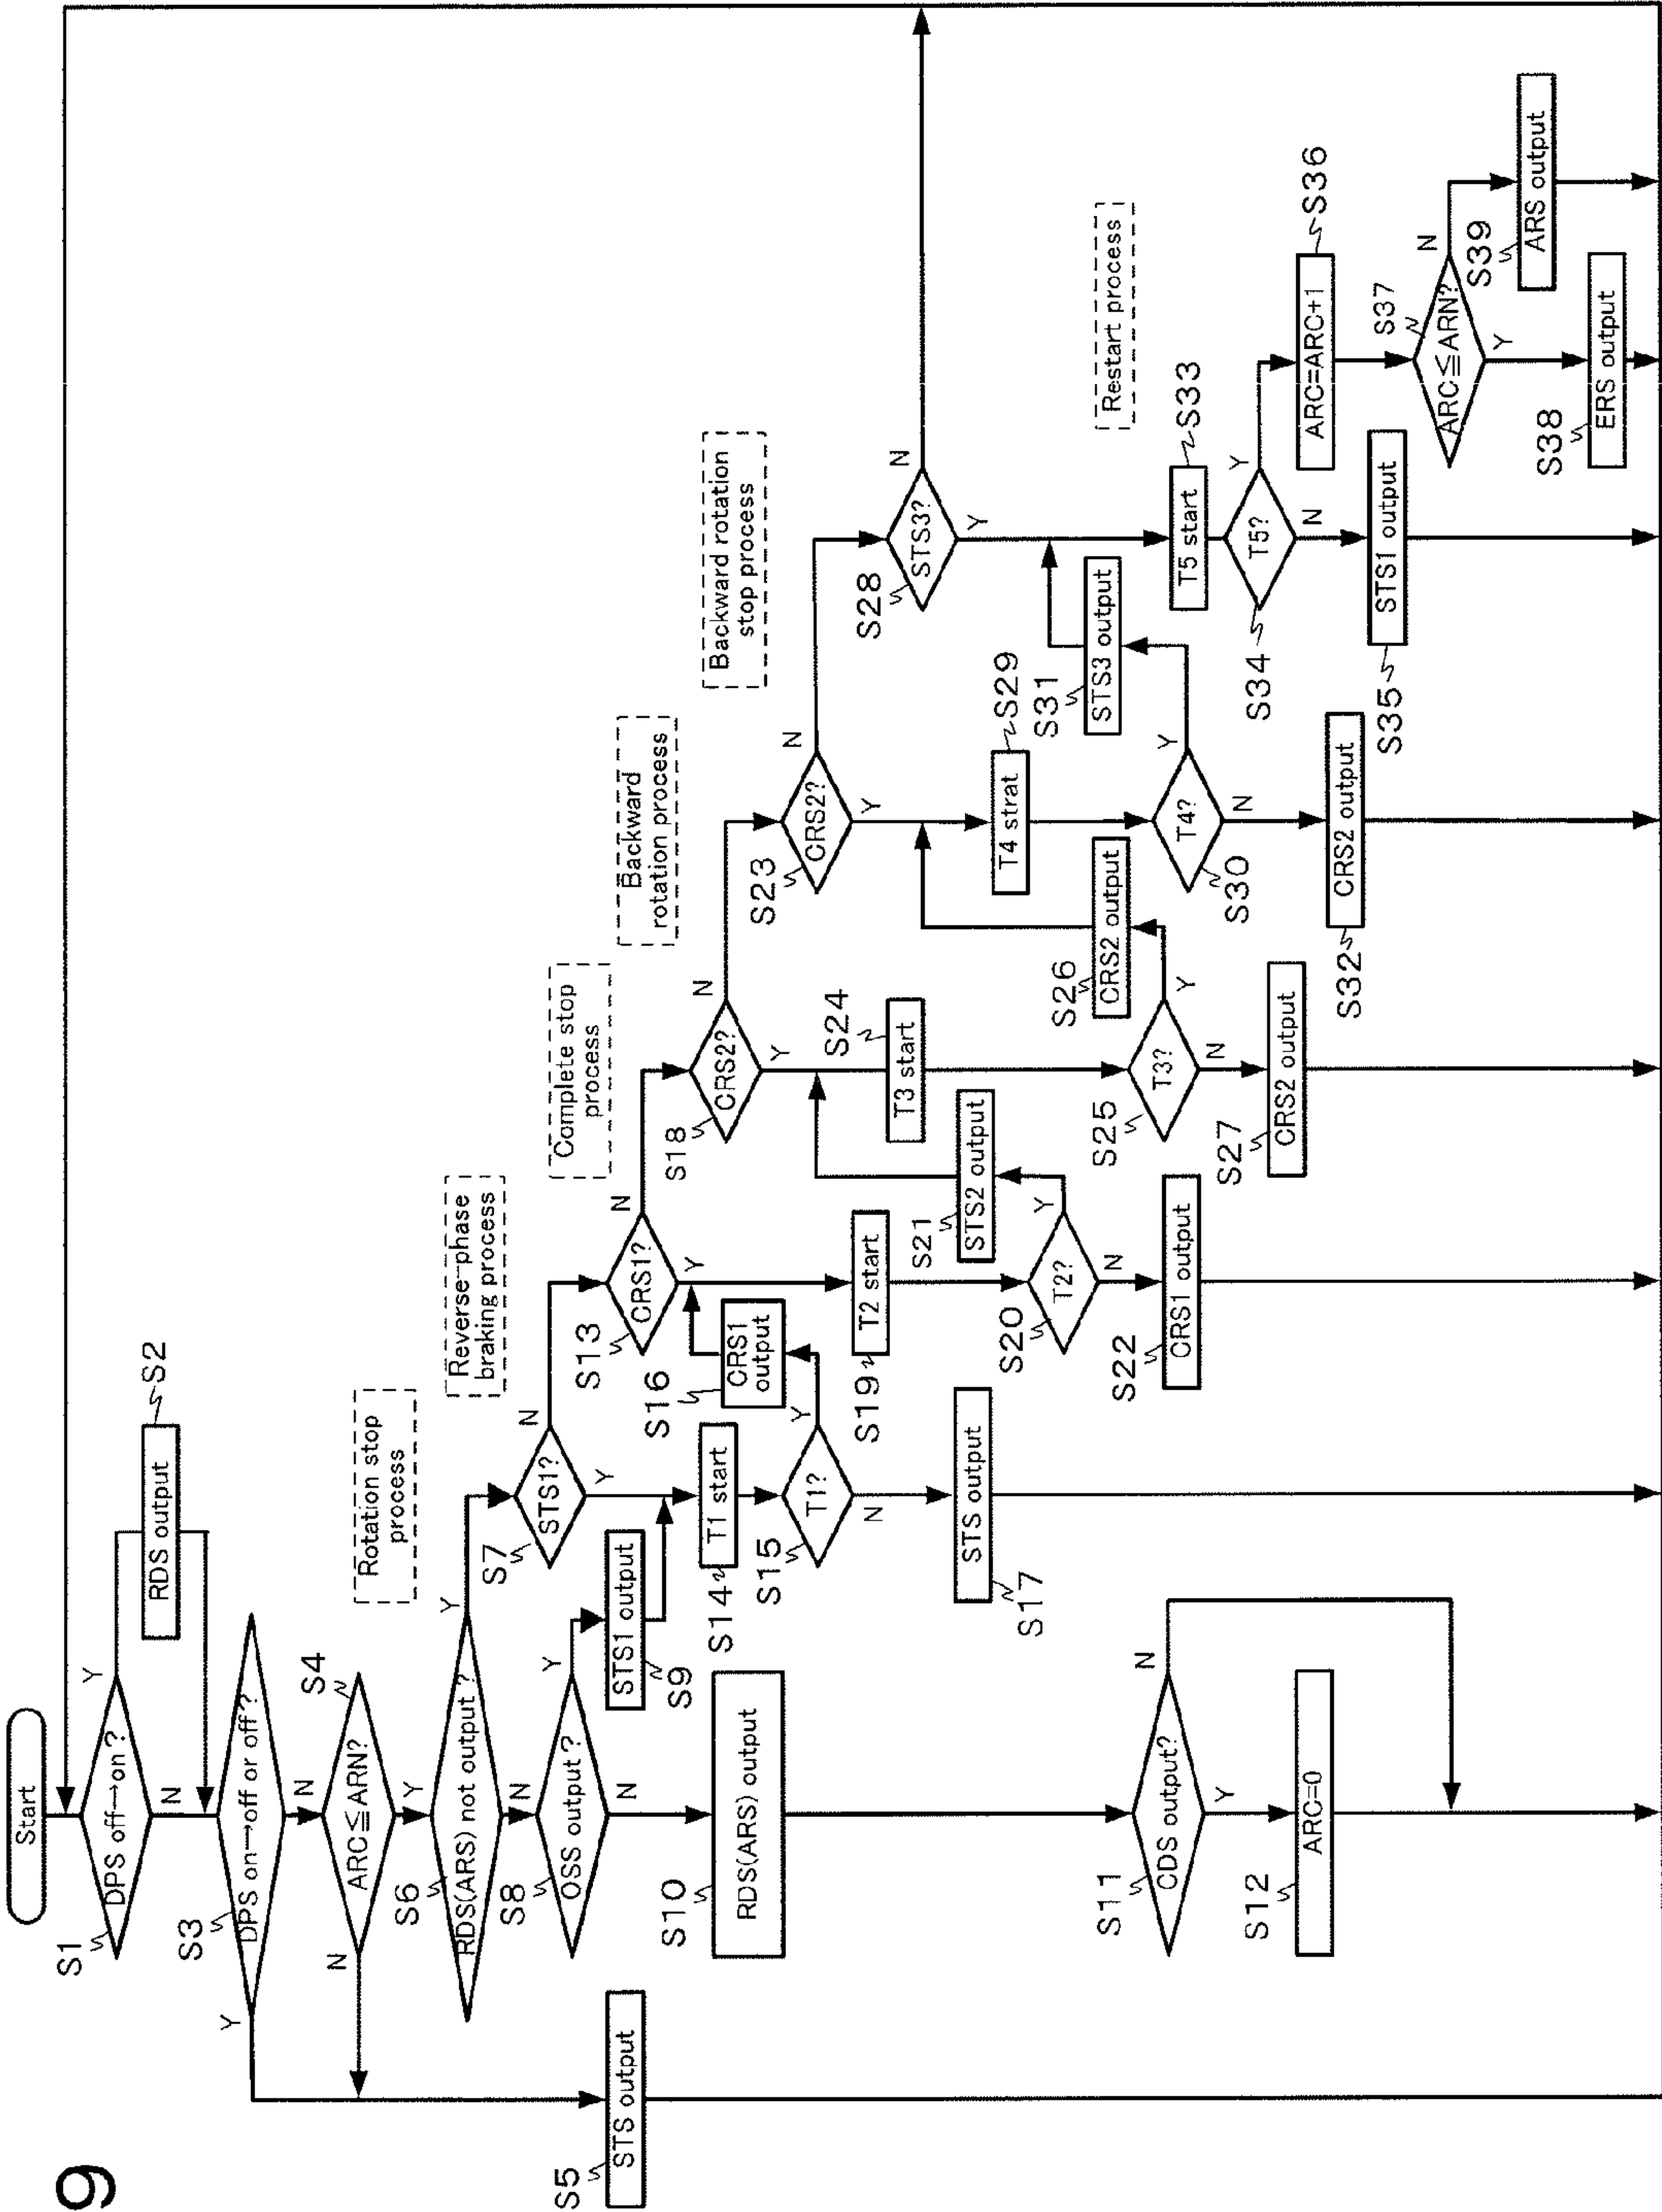 9
Start
S1
DPS off→on?
Y
N
RDS output
S2
S3
DPS on→off or off?
Y
N
S4
ARC≦ARN?
N
Y
S5
STS output
S6
RDS(ARS) not output?
Y
N
Rotation stop
process
S7
STS1?
N
Y
S8
OSS output?
Y
N
STS1 output
S9
S10
RDS(ARS) output
S11
CDS output?
N
Y
S12
ARC=0
Reverse-phase
braking process
S13
CRS1?
N
Y
S14
T1 start
S15
T1?
Y
N
S16
CRS1
output
STS output
S17
Complete stop
process
S18
CRS2?
N
Y
S19
T2 start
S20
T2?
Y
N
S21
STS2 output
S22
CRS1 output
Backward
rotation process
S23
CRS2?
N
Y
S24
T3 start
S25
T3?
Y
N
S26
CRS2 output
S27
CRS2 output
Backward rotation
stop process
S28
STS3?
N
Y
T4 strat
S29
T4?
S30
Y
N
S31
STS3 output
CRS2 output
S32
Restart process
T5 start
S33
T5?
S34
Y
N
STS1 output
S35
ARC=ARC+1
S36
S37
ARC≦ARN?
N
Y
S38
ERS output
S39
ARS output